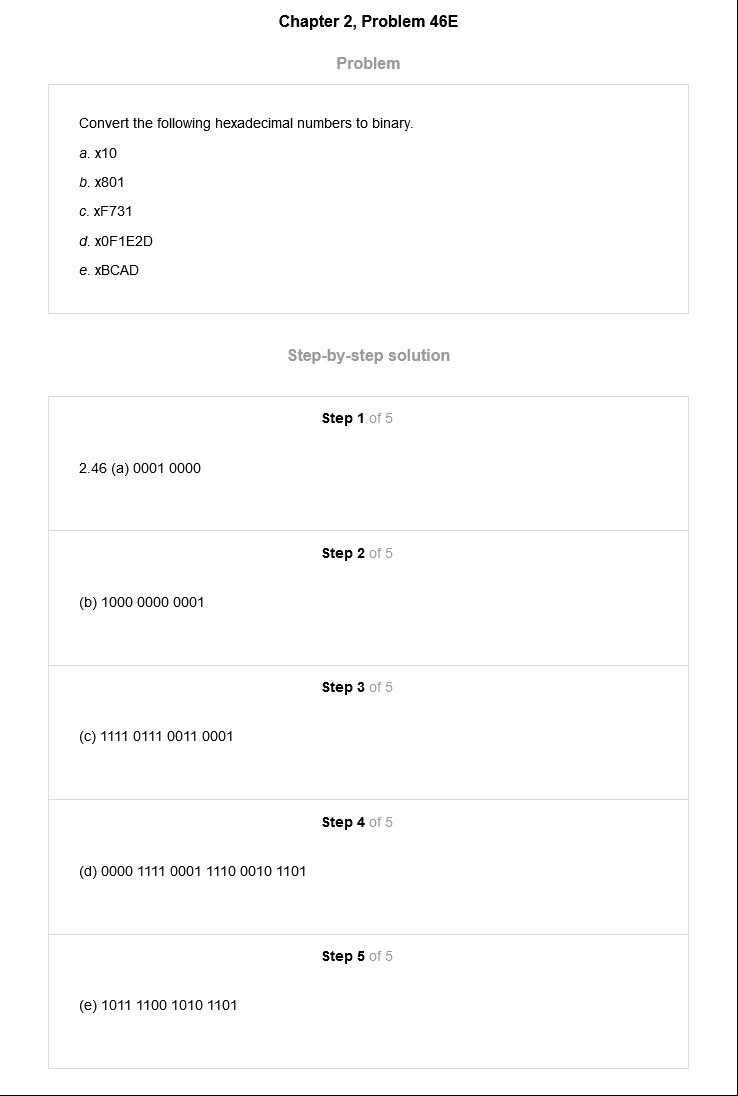 Chapter 2, Problem 46E
Problem
Convert the following hexadecimal numbers to binary.
a. x10
b. x801
c. xF731
d. x0F1E2D
e. xBCAD
Step-by-step solution
Step 1 of 5
2.46 (a) 0001 0000
Step 2 of 5
(b) 1000 0000 0001
Step 3 of 5
(c) 1111 0111 0011 0001
Step 4 of 5
(d) 0000 1111 0001 1110 0010 1101
Step 5 of 5
(e) 1011 1100 1010 1101